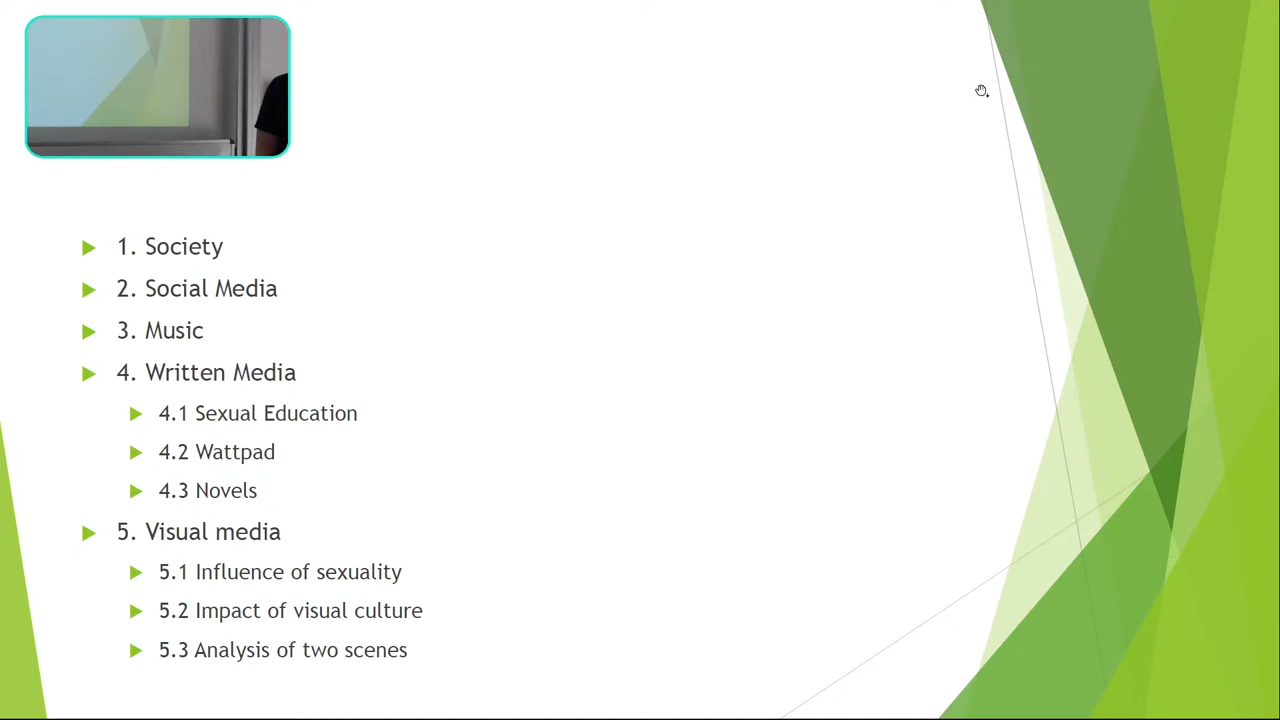 1. Society
2. Social Media
3. Music
4. Written Media
4.1 Sexual Education
4.2 Wattpad
4.3 Novels
5. Visual media
5.1 Influence of sexuality
5.2 Impact of visual culture
5.3 Analysis of two scenes